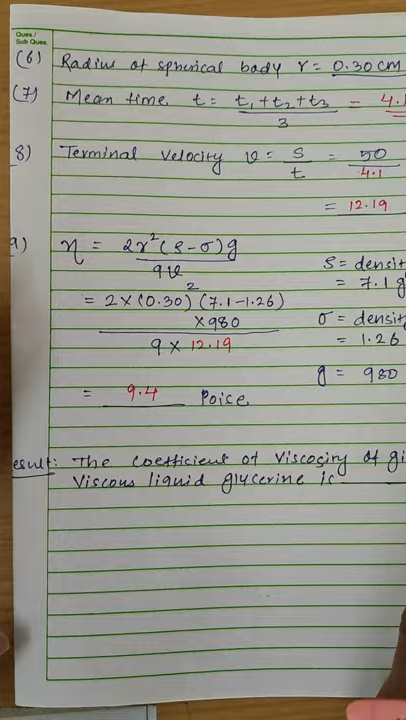 Ques /
Sub Ques.
(6) Radius of spherical body r = 0.30 cm
(7) Mean time t = t1+t2+t3 / 3 = 4.1
8) Terminal Velocity v = s/t = 50/4.1
= 12.19
9) η = 2r²(ρ-σ)g / 9v
ρ = densit
= 2×(0.30)² (7.1-1.26) ×980 / 9 × 12.19
= 7.1 g
σ = densit
= 1.26
g = 980
= 9.4 Poise
esult: The coefficient of Viscosiry of gi
Viscous liquid glycerine is